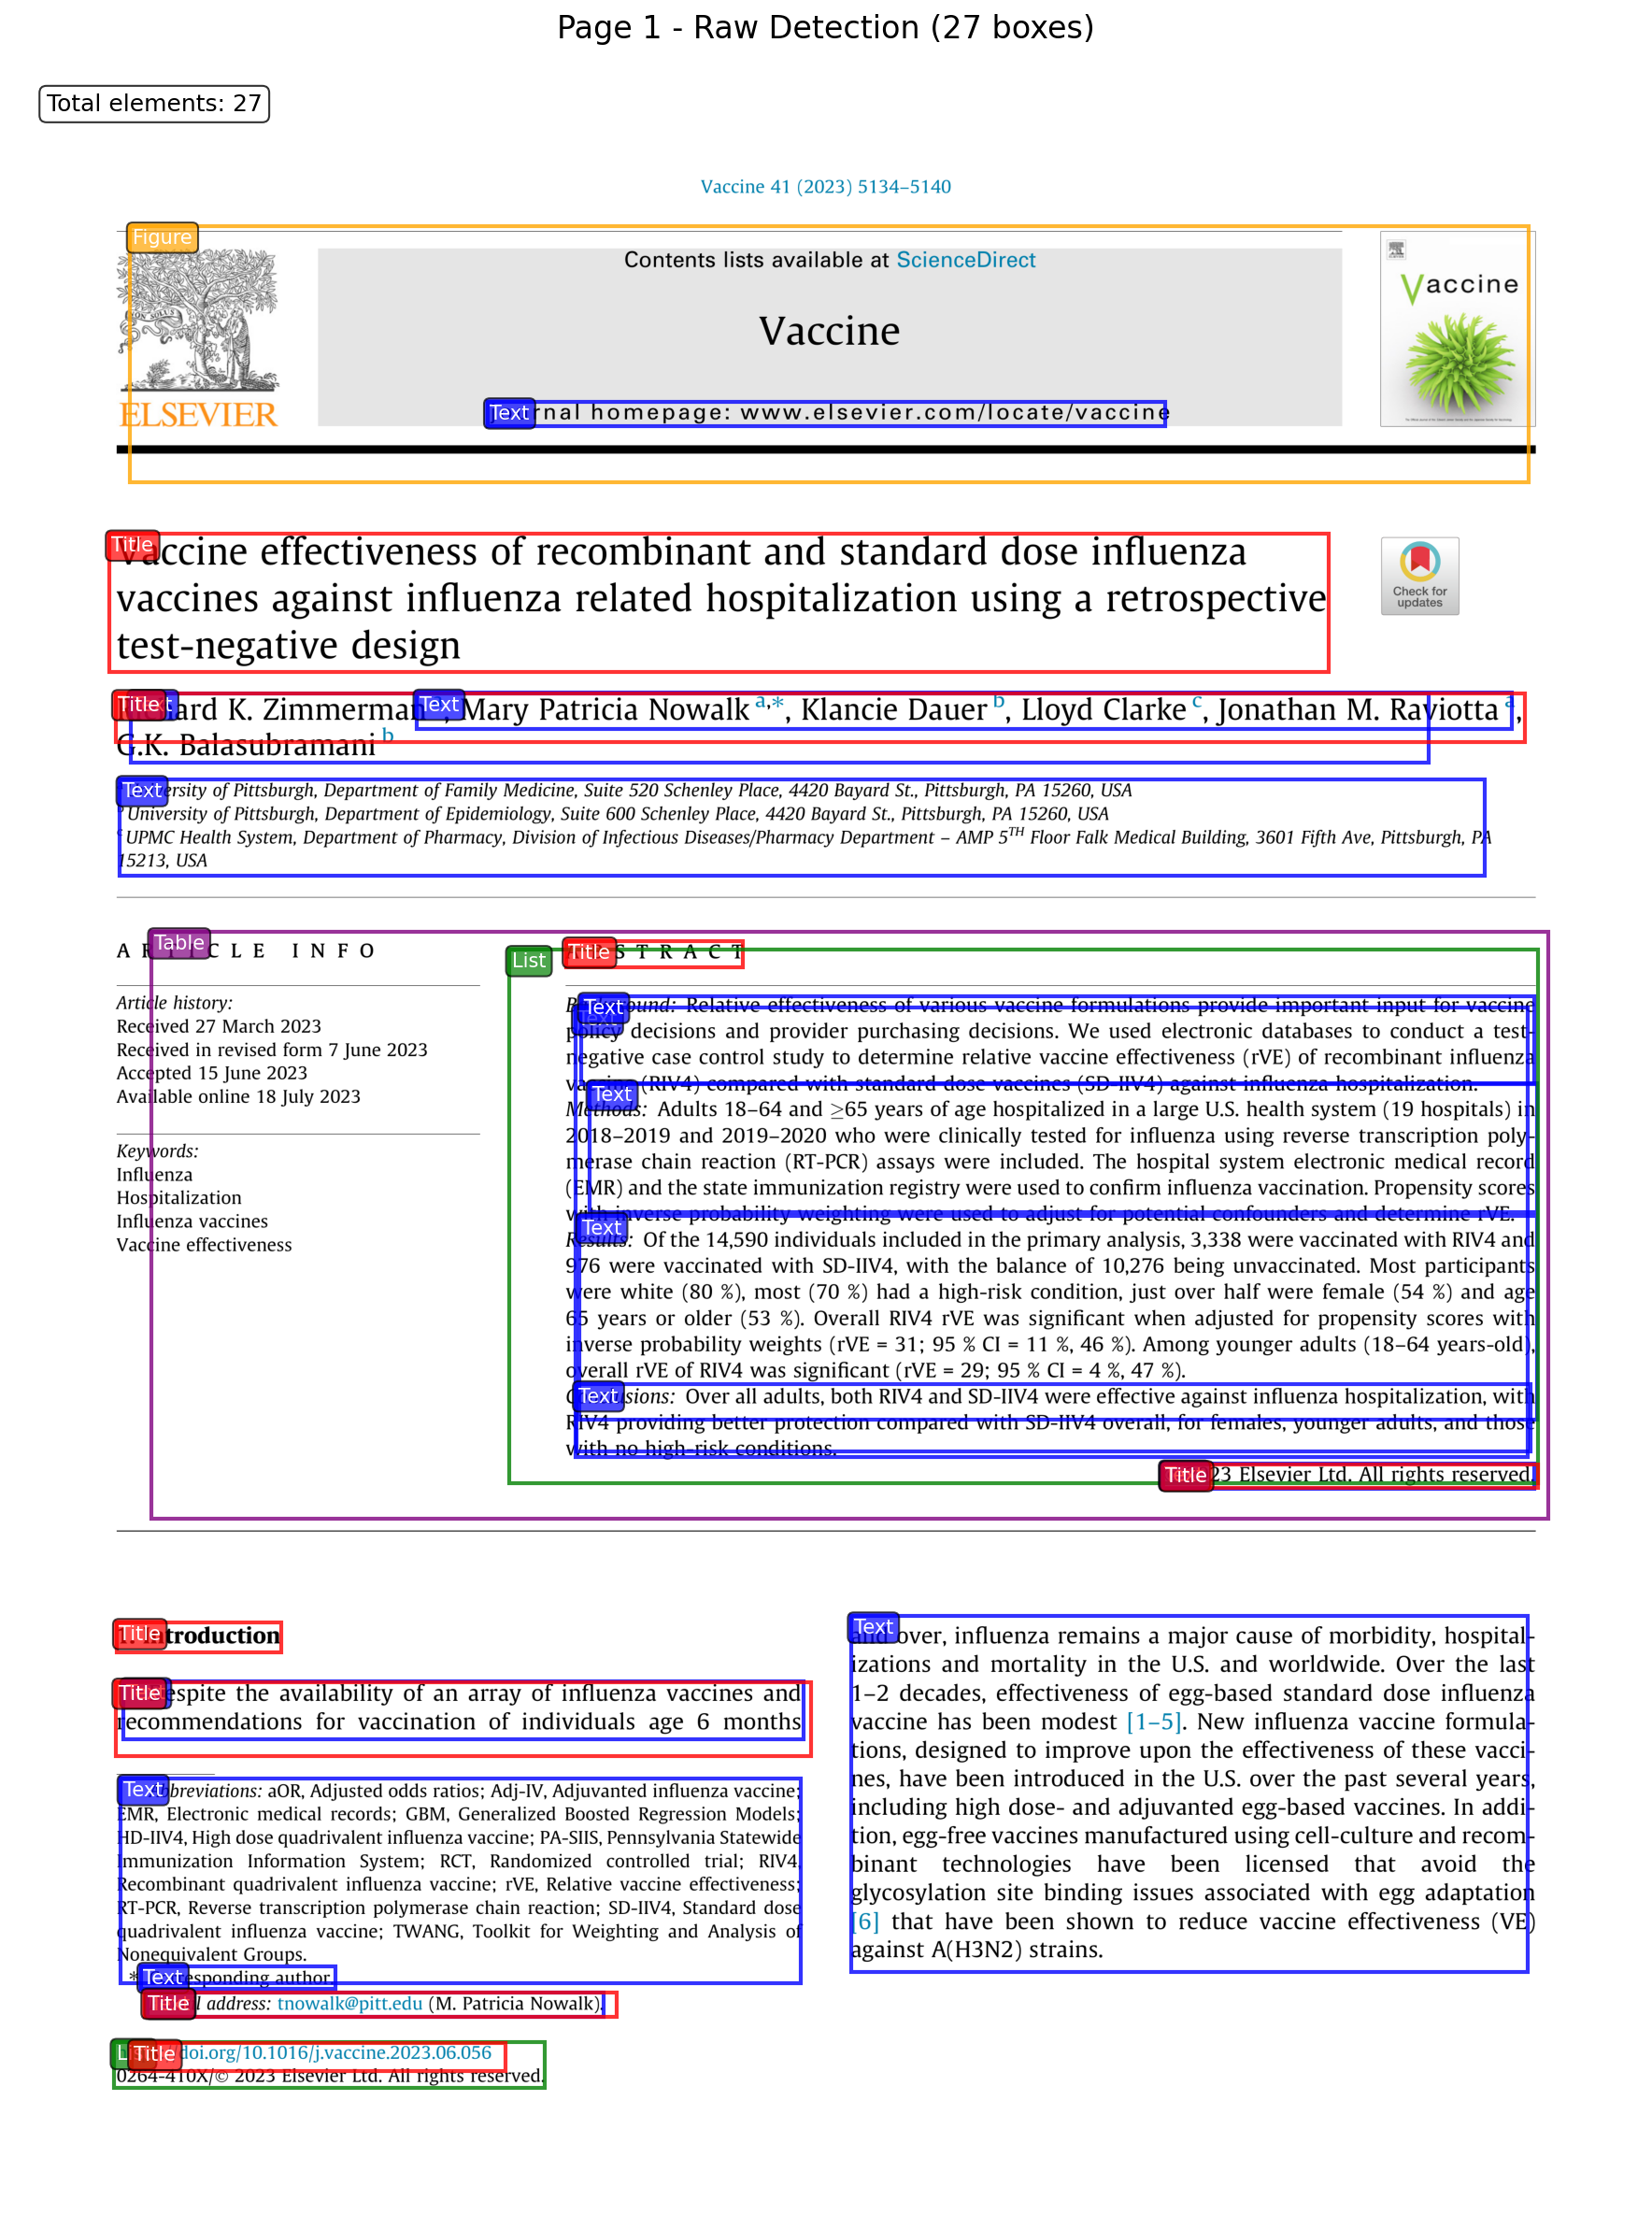 Page 1 - Raw Detection (27 boxes)
Total elements: 27
Vaccine 41 (2023) 5134–5140
Figure
Contents lists available at ScienceDirect
Vaccine
Text rnal homepage: www.elsevier.com/locate/vaccine
ELSEVIER
Vaccine
Title
Vaccine effectiveness of recombinant and standard dose influenza
vaccines against influenza related hospitalization using a retrospective
test-negative design
Check for
updates
Title Text
ard K. Zimmerman, Mary Patricia Nowalk a,*, Klancie Dauer b, Lloyd Clarke c, Jonathan M. Raviotta a,
G.K. Balasubramani b
Text
University of Pittsburgh, Department of Family Medicine, Suite 520 Schenley Place, 4420 Bayard St., Pittsburgh, PA 15260, USA
b University of Pittsburgh, Department of Epidemiology, Suite 600 Schenley Place, 4420 Bayard St., Pittsburgh, PA 15260, USA
c UPMC Health System, Department of Pharmacy, Division of Infectious Diseases/Pharmacy Department – AMP 5TH Floor Falk Medical Building, 3601 Fifth Ave, Pittsburgh, PA
15213, USA
Table
ARTICLE INFO
Article history:
Received 27 March 2023
Received in revised form 7 June 2023
Accepted 15 June 2023
Available online 18 July 2023
Keywords:
Influenza
Hospitalization
Influenza vaccines
Vaccine effectiveness
List
Title
ABSTRACT
Text
Background: Relative effectiveness of various vaccine formulations provide important input for vaccine
policy decisions and provider purchasing decisions. We used electronic databases to conduct a test-
negative case control study to determine relative vaccine effectiveness (rVE) of recombinant influenza
vaccine (RIV4) compared with standard dose vaccines (SD-IIV4) against influenza hospitalization.
Text
Methods: Adults 18–64 and ≥65 years of age hospitalized in a large U.S. health system (19 hospitals) in
2018–2019 and 2019–2020 who were clinically tested for influenza using reverse transcription poly-
merase chain reaction (RT-PCR) assays were included. The hospital system electronic medical record
(EMR) and the state immunization registry were used to confirm influenza vaccination. Propensity scores
with inverse probability weighting were used to adjust for potential confounders and determine rVE.
Text
Results: Of the 14,590 individuals included in the primary analysis, 3,338 were vaccinated with RIV4 and
976 were vaccinated with SD-IIV4, with the balance of 10,276 being unvaccinated. Most participants
were white (80 %), most (70 %) had a high-risk condition, just over half were female (54 %) and age
65 years or older (53 %). Overall RIV4 rVE was significant when adjusted for propensity scores with
inverse probability weights (rVE = 31; 95 % CI = 11 %, 46 %). Among younger adults (18–64 years-old),
overall rVE of RIV4 was significant (rVE = 29; 95 % CI = 4 %, 47 %).
Text
Conclusions: Over all adults, both RIV4 and SD-IIV4 were effective against influenza hospitalization, with
RIV4 providing better protection compared with SD-IIV4 overall, for females, younger adults, and those
with no high-risk conditions.
Title 23 Elsevier Ltd. All rights reserved.
Title
1. Introduction
Title
espite the availability of an array of influenza vaccines and
recommendations for vaccination of individuals age 6 months
Text
Abbreviations: aOR, Adjusted odds ratios; Adj-IV, Adjuvanted influenza vaccine;
EMR, Electronic medical records; GBM, Generalized Boosted Regression Models;
HD-IIV4, High dose quadrivalent influenza vaccine; PA-SIIS, Pennsylvania Statewide
Immunization Information System; RCT, Randomized controlled trial; RIV4,
Recombinant quadrivalent influenza vaccine; rVE, Relative vaccine effectiveness;
RT-PCR, Reverse transcription polymerase chain reaction; SD-IIV4, Standard dose
quadrivalent influenza vaccine; TWANG, Toolkit for Weighting and Analysis of
Nonequivalent Groups.
* Text esponding author.
Title l address: tnowalk@pitt.edu (M. Patricia Nowalk).
Title doi.org/10.1016/j.vaccine.2023.06.056
0264-410X/© 2023 Elsevier Ltd. All rights reserved.
Text
and over, influenza remains a major cause of morbidity, hospital-
izations and mortality in the U.S. and worldwide. Over the last
1–2 decades, effectiveness of egg-based standard dose influenza
vaccine has been modest [1–5]. New influenza vaccine formula-
tions, designed to improve upon the effectiveness of these vacci-
nes, have been introduced in the U.S. over the past several years,
including high dose- and adjuvanted egg-based vaccines. In addi-
tion, egg-free vaccines manufactured using cell-culture and recom-
binant technologies have been licensed that avoid the
glycosylation site binding issues associated with egg adaptation
[6] that have been shown to reduce vaccine effectiveness (VE)
against A(H3N2) strains.